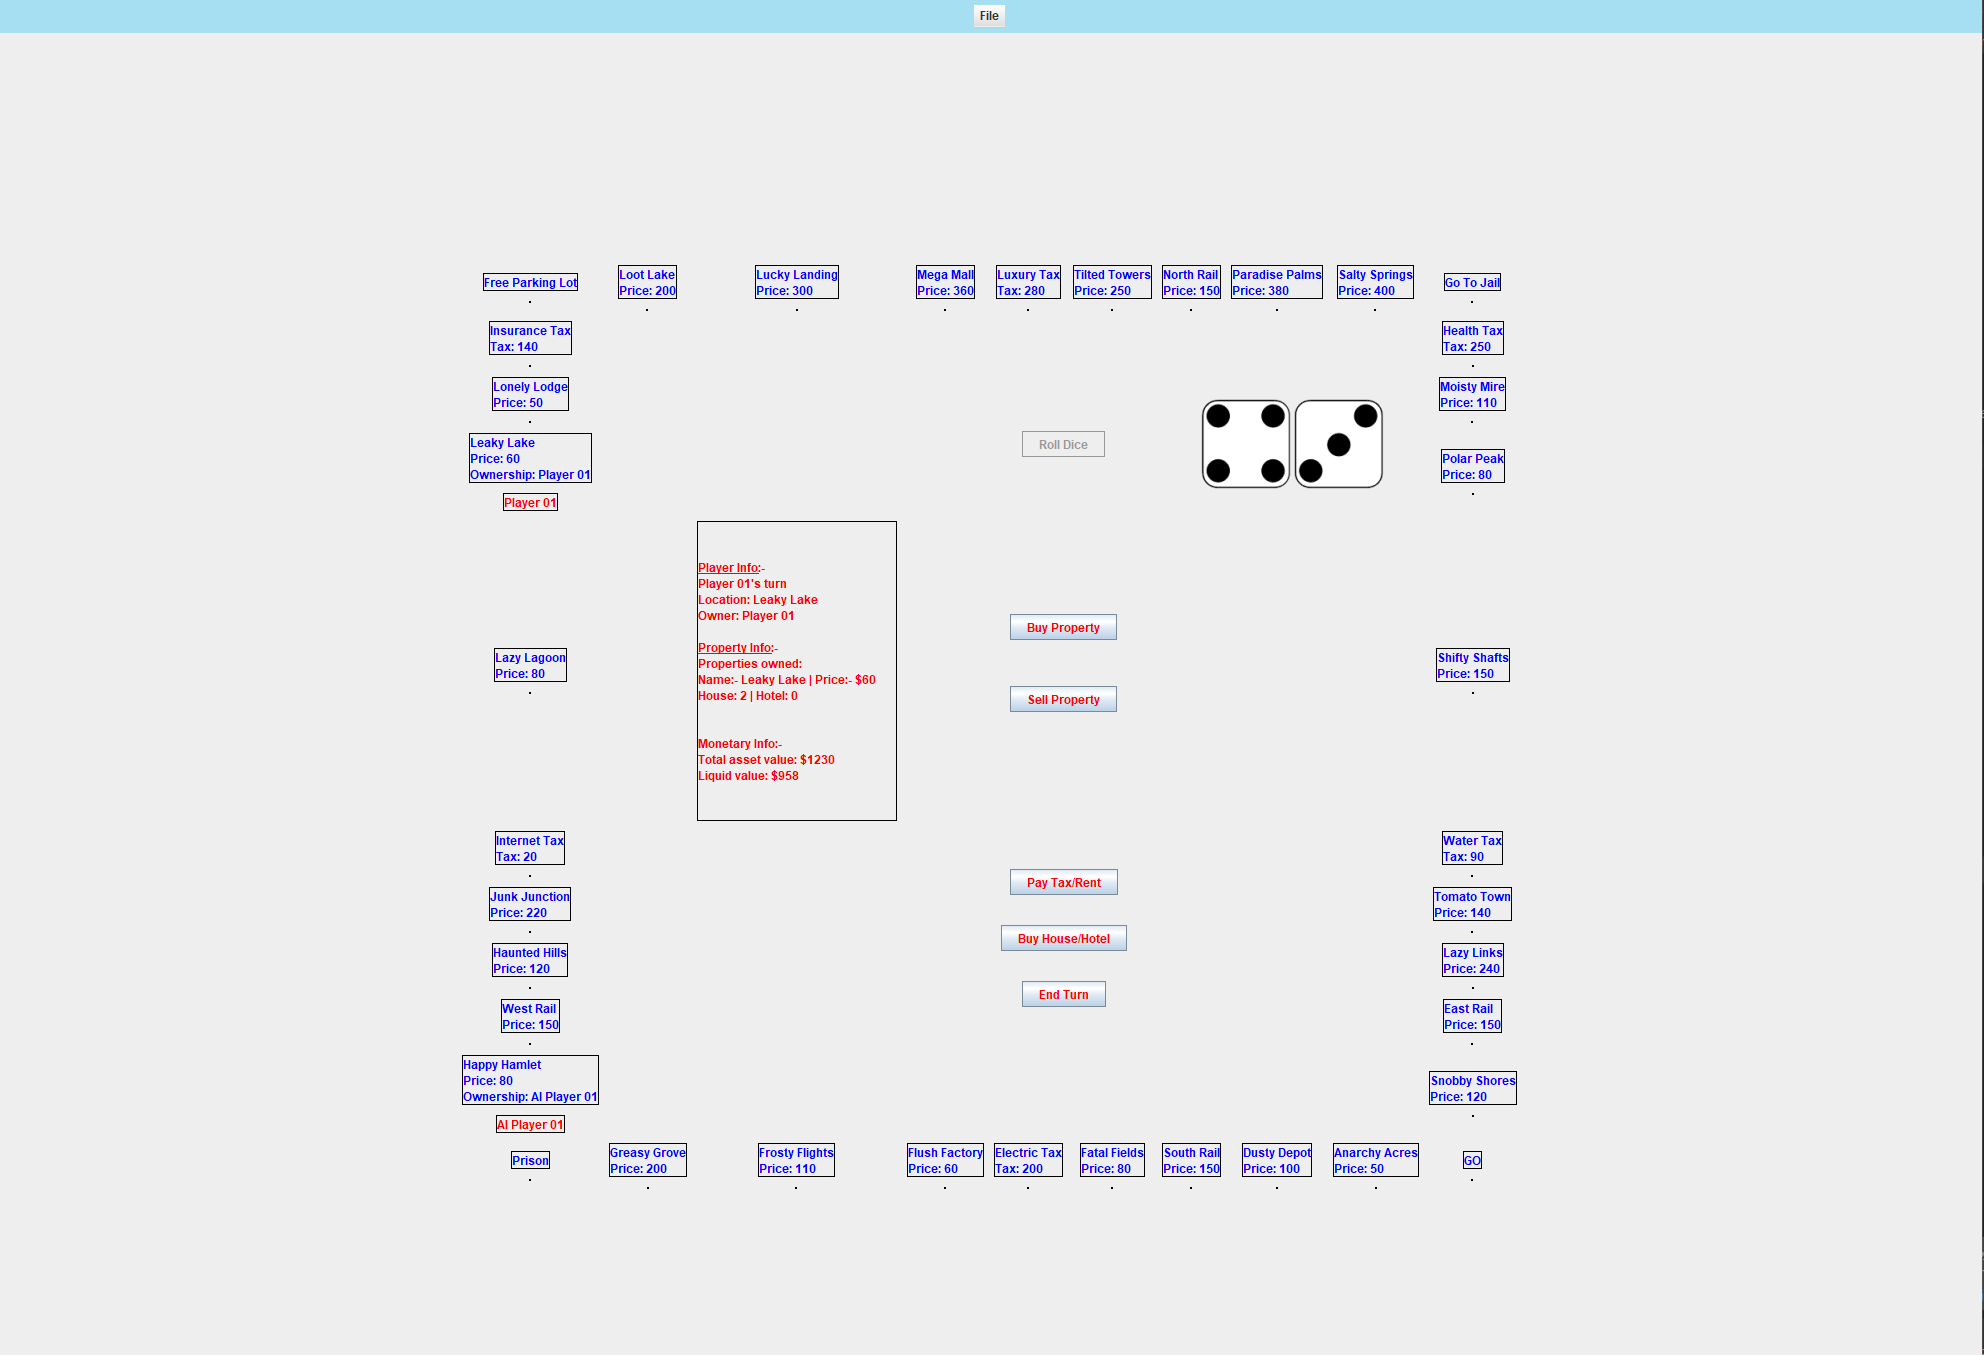 File
Free Parking Lot
Loot Lake
Price: 200
Lucky Landing
Price: 300
Mega Mall
Price: 360
Luxury Tax
Tax: 280
Tilted Towers
Price: 250
North Rail
Price: 150
Paradise Palms
Price: 380
Salty Springs
Price: 400
Go To Jail
Insurance Tax
Tax: 140
Health Tax
Tax: 250
Lonely Lodge
Price: 50
Moisty Mire
Price: 110
Leaky Lake
Price: 60
Ownership: Player 01
Player 01
Roll Dice
Polar Peak
Price: 80
Player Info:-
Player 01's turn
Location: Leaky Lake
Owner: Player 01
Property Info:-
Properties owned:
Name:- Leaky Lake | Price:- $60
House: 2 | Hotel: 0
Monetary Info:-
Total asset value: $1230
Liquid value: $958
Buy Property
Sell Property
Lazy Lagoon
Price: 80
Shifty Shafts
Price: 150
Internet Tax
Tax: 20
Water Tax
Tax: 90
Pay Tax/Rent
Junk Junction
Price: 220
Tomato Town
Price: 140
Buy House/Hotel
Haunted Hills
Price: 120
Lazy Links
Price: 240
End Turn
West Rail
Price: 150
East Rail
Price: 150
Happy Hamlet
Price: 80
Ownership: AI Player 01
AI Player 01
Snobby Shores
Price: 120
Prison
Greasy Grove
Price: 200
Frosty Flights
Price: 110
Flush Factory
Price: 60
Electric Tax
Tax: 200
Fatal Fields
Price: 80
South Rail
Price: 150
Dusty Depot
Price: 100
Anarchy Acres
Price: 50
GO